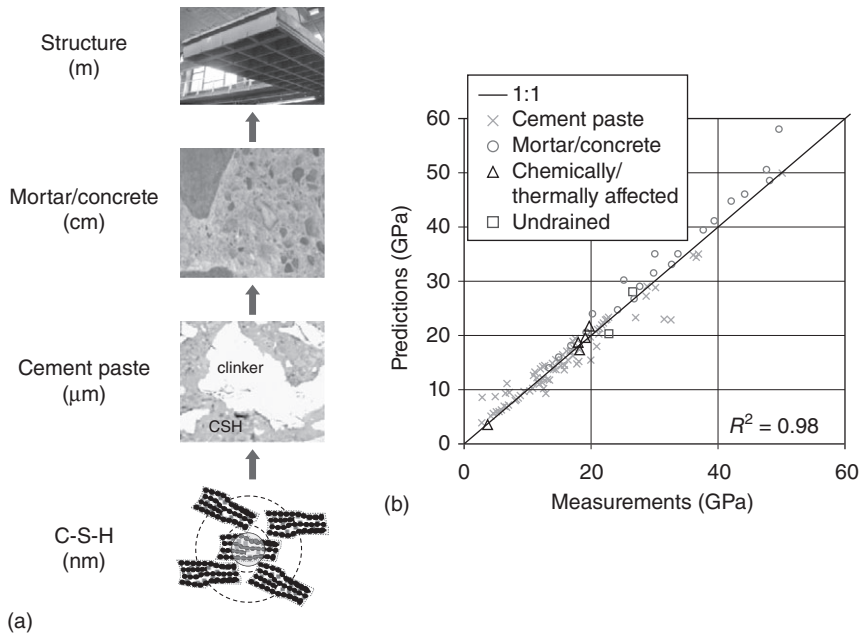 Structure
(m)
Mortar/concrete
(cm)
Cement paste
(μm)
clinker
CSH
C-S-H
(nm)
(a)
1:1
Cement paste
Mortar/concrete
Chemically/
thermally affected
Undrained
60
50
40
30
20
10
0
Predictions (GPa)
R² = 0.98
0
20
40
60
Measurements (GPa)
(b)